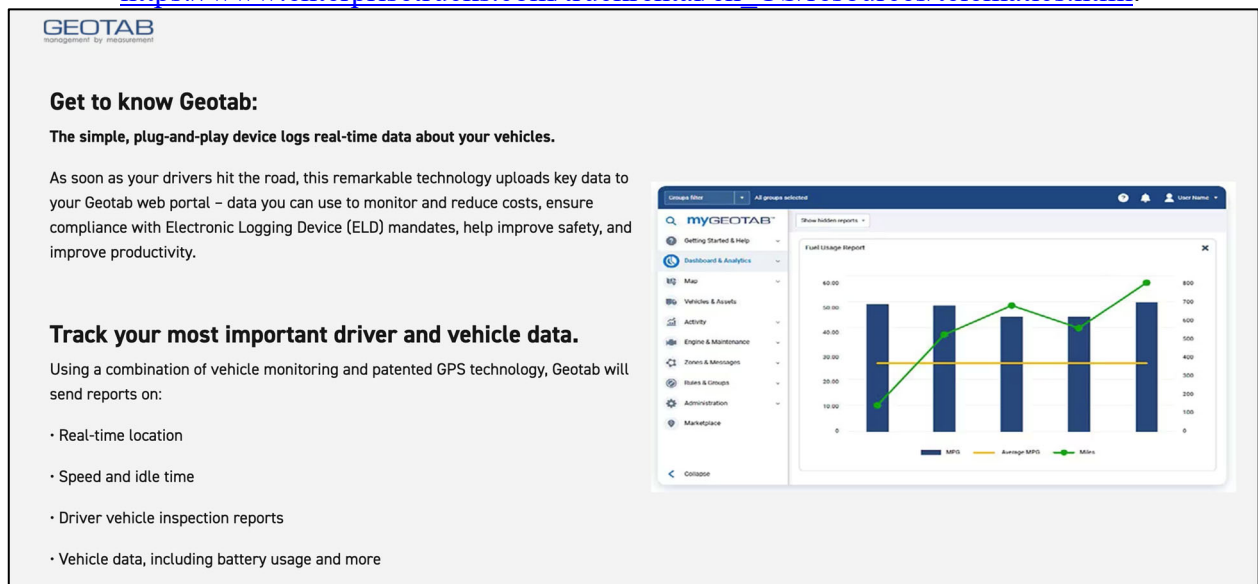 GEOTAB
management by measurement
Get to know Geotab:
The simple, plug-and-play device logs real-time data about your vehicles.
As soon as your drivers hit the road, this remarkable technology uploads key data to
your Geotab web portal – data you can use to monitor and reduce costs, ensure
compliance with Electronic Logging Device (ELD) mandates, help improve safety, and
improve productivity.
Track your most important driver and vehicle data.
Using a combination of vehicle monitoring and patented GPS technology, Geotab will
send reports on:
· Real-time location
· Speed and idle time
· Driver vehicle inspection reports
· Vehicle data, including battery usage and more
Groups filter
All groups selected
User Name
myGEOTAB
Show hidden reports
Getting Started & Help
Dashboard & Analytics
Map
Vehicles & Assets
Activity
Engine & Maintenance
Zones & Messages
Rules & Groups
Administration
Marketplace
Collapse
Fuel Usage Report
60.00
50.00
40.00
30.00
20.00
10.00
0
800
700
600
500
400
300
200
100
0
MPG
Average MPG
Miles